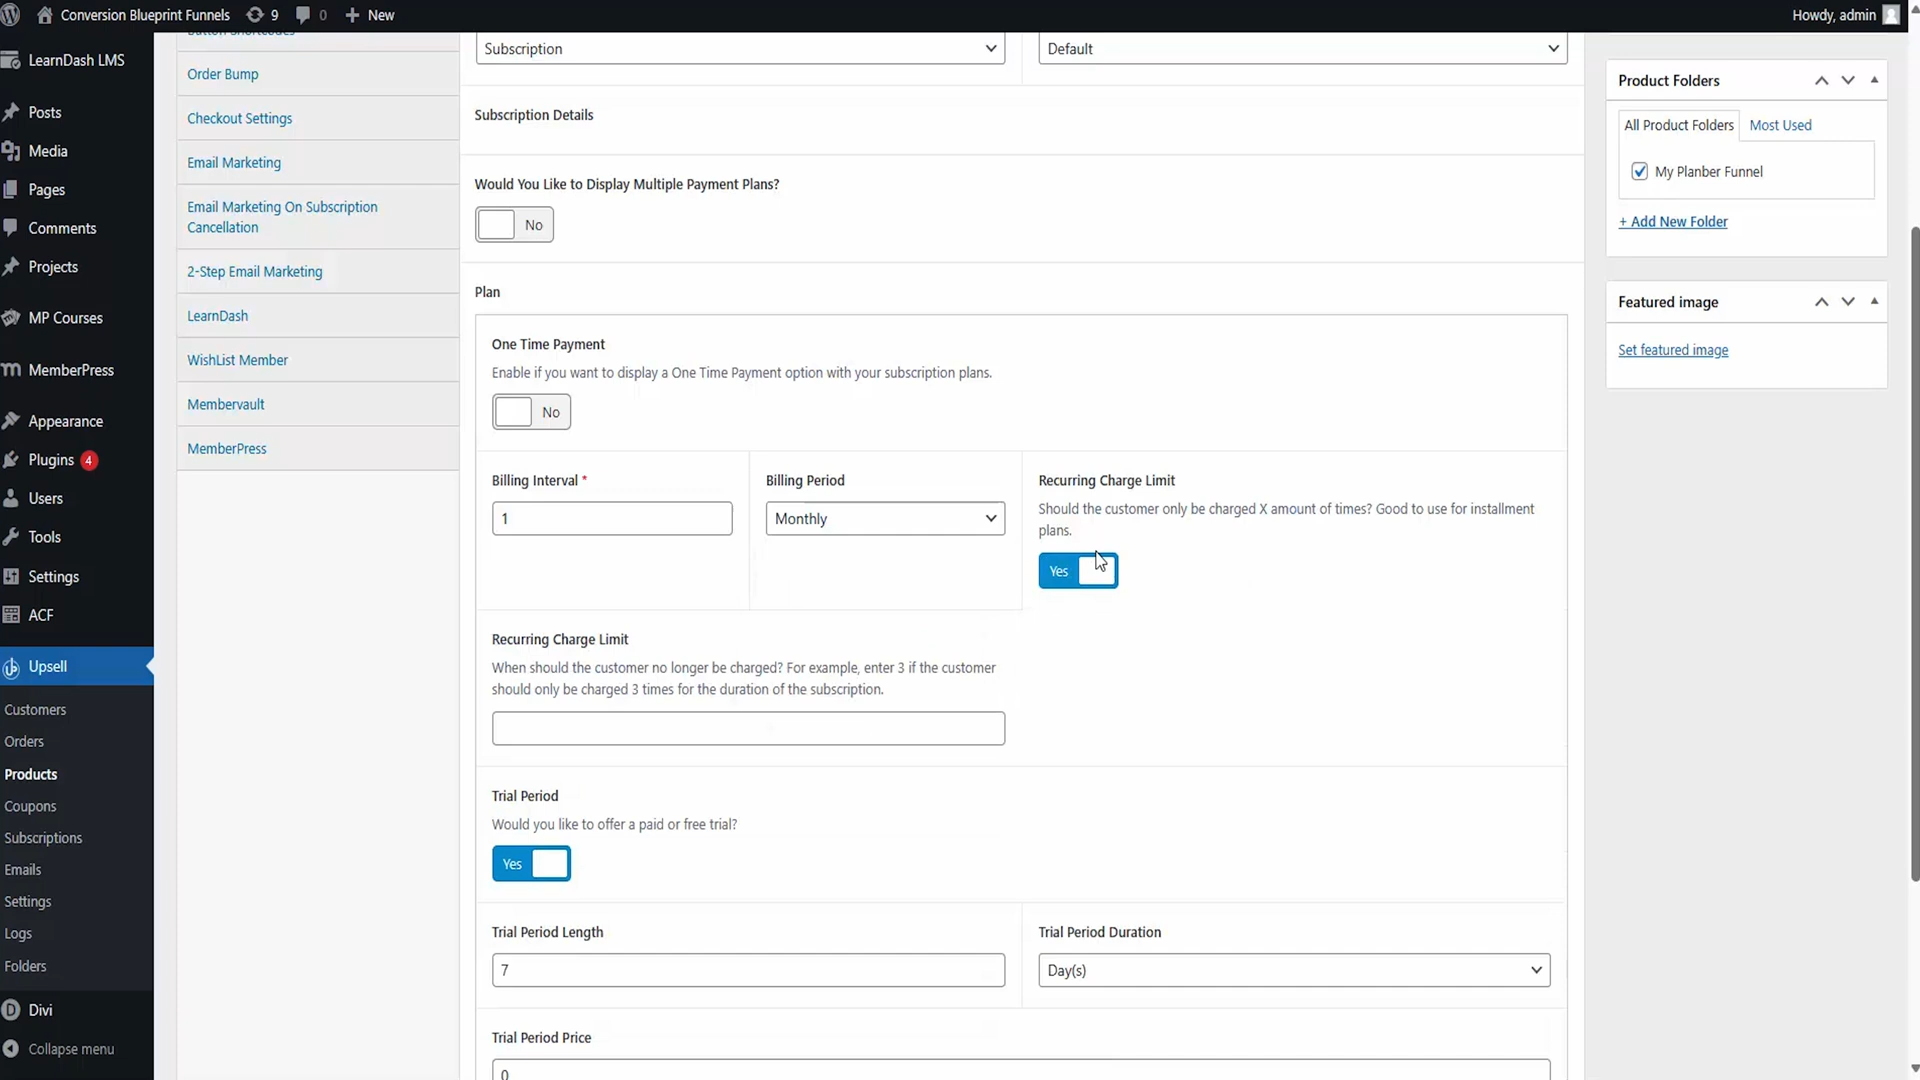 Conversion Blueprint Funnels 9 0 New Howdy, admin
LearnDash LMS
Posts
Media
Pages
Comments
Projects
MP Courses
MemberPress
Appearance
Plugins 4
Users
Tools
Settings
ACF
Upsell
Customers
Orders
Products
Coupons
Subscriptions
Emails
Settings
Logs
Folders
Divi
Collapse menu
Button Shortcodes
Order Bump
Checkout Settings
Email Marketing
Email Marketing On Subscription
Cancellation
2-Step Email Marketing
LearnDash
WishList Member
Membervault
MemberPress
Subscription Default
Subscription Details
Would You Like to Display Multiple Payment Plans?
No
Plan
One Time Payment
Enable if you want to display a One Time Payment option with your subscription plans.
No
Billing Interval *
1
Billing Period
Monthly
Recurring Charge Limit
Should the customer only be charged X amount of times? Good to use for installment
plans.
Yes
Recurring Charge Limit
When should the customer no longer be charged? For example, enter 3 if the customer
should only be charged 3 times for the duration of the subscription.
Trial Period
Would you like to offer a paid or free trial?
Yes
Trial Period Length
7
Trial Period Duration
Day(s)
Trial Period Price
0
Product Folders
All Product Folders Most Used
My Planber Funnel
+ Add New Folder
Featured image
Set featured image